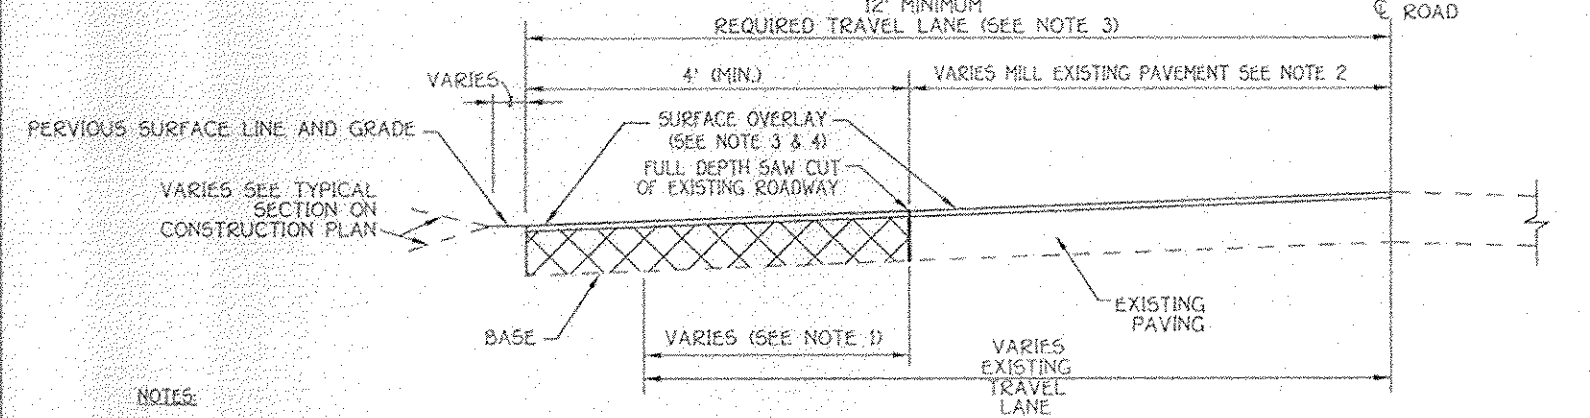 12' MINIMUM
REQUIRED TRAVEL LANE (SEE NOTE 3)
℄ ROAD
VARIES
4' (MIN.)
VARIES MILL EXISTING PAVEMENT SEE NOTE 2
PERVIOUS SURFACE LINE AND GRADE
SURFACE OVERLAY
(SEE NOTE 3 & 4)
FULL DEPTH SAW CUT
OF EXISTING ROADWAY
VARIES SEE TYPICAL
SECTION ON
CONSTRUCTION PLAN
EXISTING
PAVING
BASE
VARIES (SEE NOTE 1)
VARIES
EXISTING
TRAVEL
LANE
NOTES: